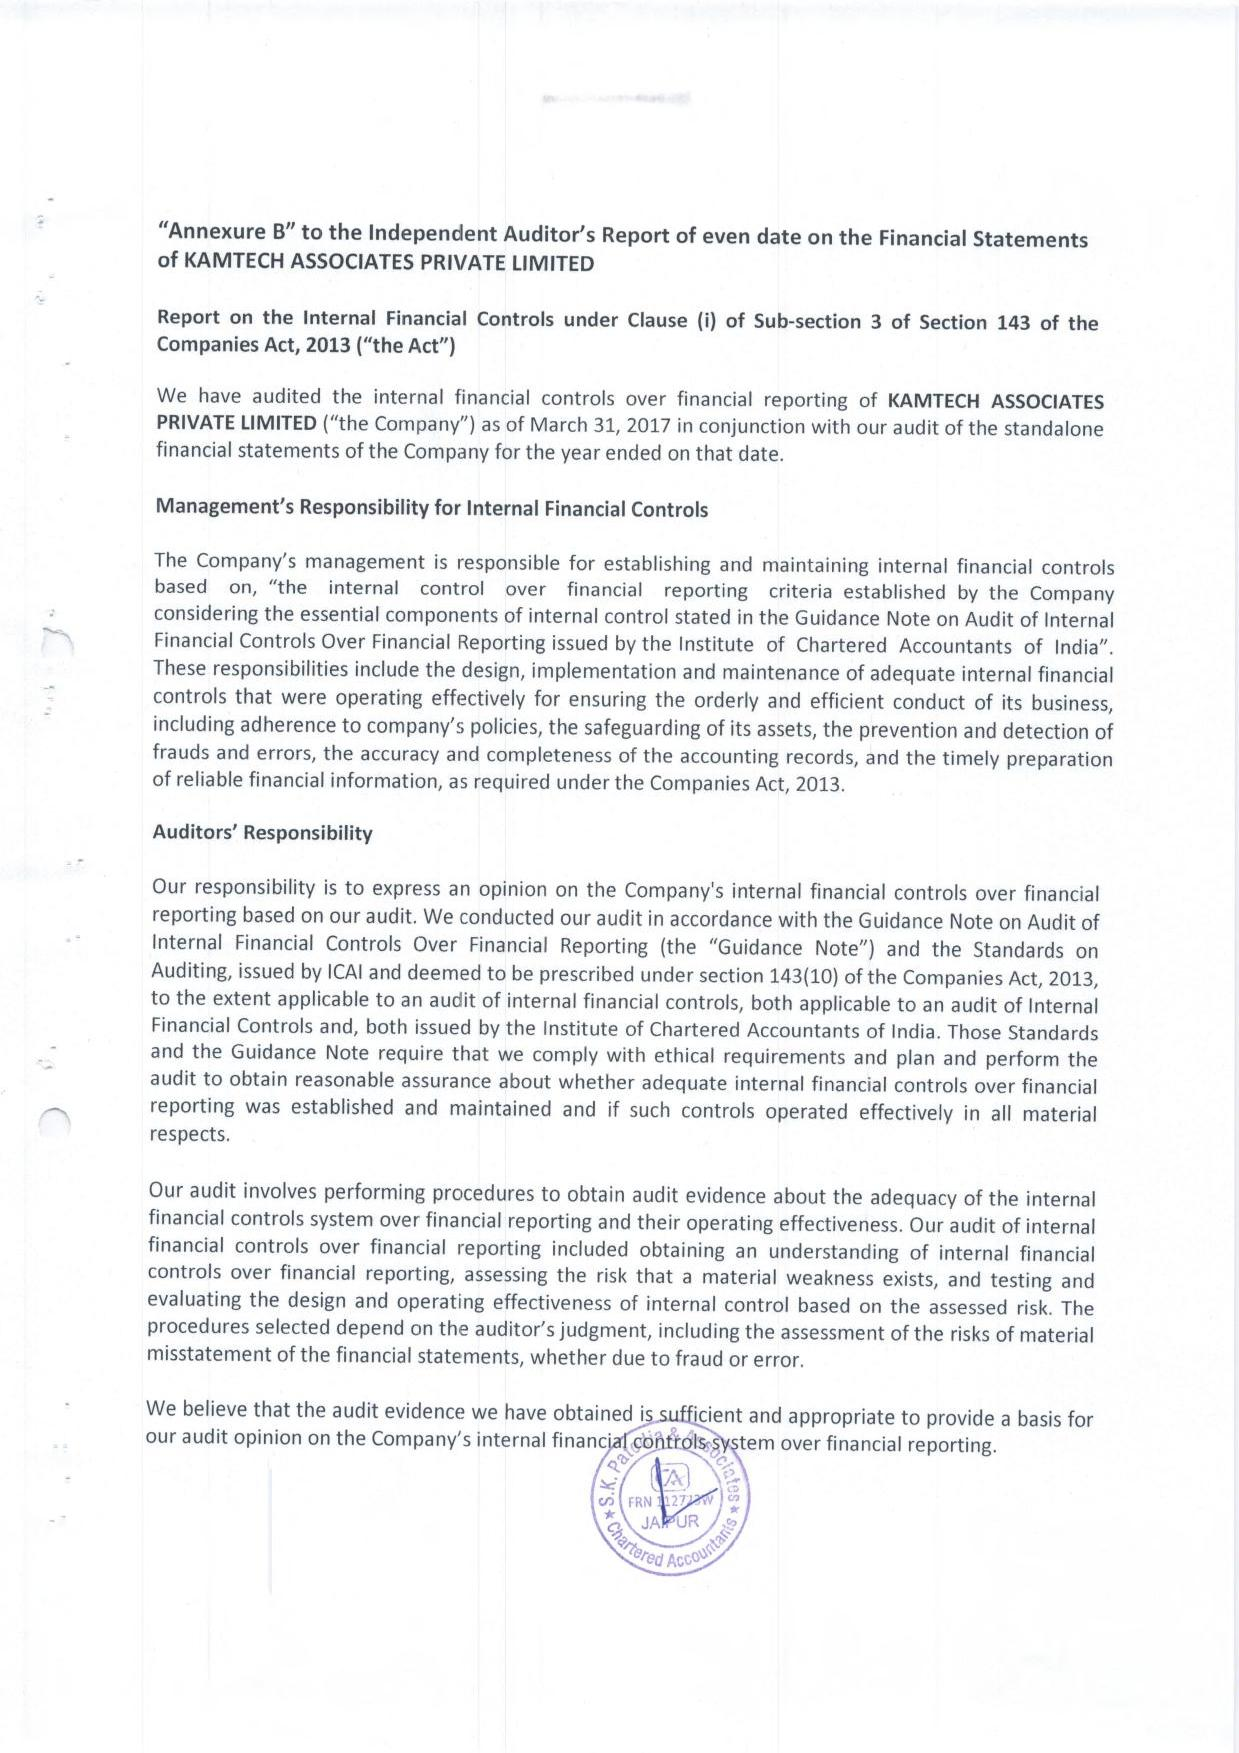 “Annexure B” to the Independent Auditor’s Report of even date on the Financial Statements
of KAMTECH ASSOCIATES PRIVATE LIMITED
Report on the Internal Financial Controls under Clause (i) of Sub-section 3 of Section 143 of the
Companies Act, 2013 (“the Act”)
We have audited the internal financial controls over financial reporting of KAMTECH ASSOCIATES
PRIVATE LIMITED (“the Company”) as of March 31, 2017 in conjunction with our audit of the standalone
financial statements of the Company for the year ended on that date.
Management’s Responsibility for Internal Financial Controls
The Company’s management is responsible for establishing and maintaining internal financial controls
based on, “the internal control over financial reporting criteria established by the Company
considering the essential components of internal control stated in the Guidance Note on Audit of Internal
Financial Controls Over Financial Reporting issued by the Institute of Chartered Accountants of India”.
These responsibilities include the design, implementation and maintenance of adequate internal financial
controls that were operating effectively for ensuring the orderly and efficient conduct of its business,
including adherence to company’s policies, the safeguarding of its assets, the prevention and detection of
frauds and errors, the accuracy and completeness of the accounting records, and the timely preparation
of reliable financial information, as required under the Companies Act, 2013.
Auditors’ Responsibility
Our responsibility is to express an opinion on the Company's internal financial controls over financial
reporting based on our audit. We conducted our audit in accordance with the Guidance Note on Audit of
Internal Financial Controls Over Financial Reporting (the “Guidance Note”) and the Standards on
Auditing, issued by ICAI and deemed to be prescribed under section 143(10) of the Companies Act, 2013,
to the extent applicable to an audit of internal financial controls, both applicable to an audit of Internal
Financial Controls and, both issued by the Institute of Chartered Accountants of India. Those Standards
and the Guidance Note require that we comply with ethical requirements and plan and perform the
audit to obtain reasonable assurance about whether adequate internal financial controls over financial
reporting was established and maintained and if such controls operated effectively in all material
respects.
Our audit involves performing procedures to obtain audit evidence about the adequacy of the internal
financial controls system over financial reporting and their operating effectiveness. Our audit of internal
financial controls over financial reporting included obtaining an understanding of internal financial
controls over financial reporting, assessing the risk that a material weakness exists, and testing and
evaluating the design and operating effectiveness of internal control based on the assessed risk. The
procedures selected depend on the auditor’s judgment, including the assessment of the risks of material
misstatement of the financial statements, whether due to fraud or error.
We believe that the audit evidence we have obtained is sufficient and appropriate to provide a basis for
our audit opinion on the Company’s internal financial controls system over financial reporting.
S.K. Patodia & Associates
CA
FRN 112723W
JAIPUR
Chartered Accountants